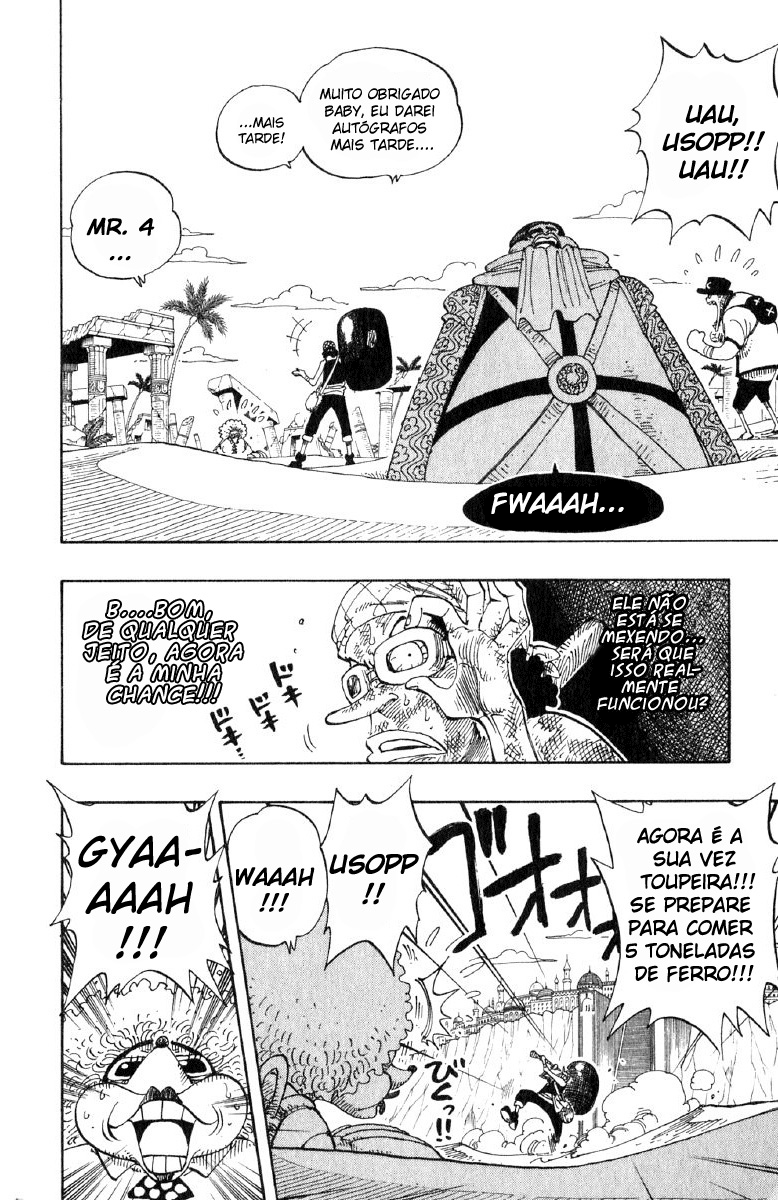 UAU,
USOPP!!
UAU!!
MUITO OBRIGADO
BABY, EU DAREI
AUTÓGRAFOS
MAIS TARDE....
...MAIS
TARDE!
MR. 4
...
FWAAAH...
ELE NÃO
ESTÁ SE
MEXENDO...
SERÁ QUE
ISSO REAL-
MENTE
FUNCIONOU?
B....BOM,
DE QUALQUER
JEITO, AGORA
É A MINHA
CHANCE!!!
ドキ
ドキ
ドキ...
AGORA É A
SUA VEZ
TOUPEIRA!!!
SE PREPARE
PARA COMER
5 TONELADAS
DE FERRO!!!
ゴオオオ
USOPP
!!
WAAAH
!!!
びくっ!!
GYAA-
AAAH
!!!